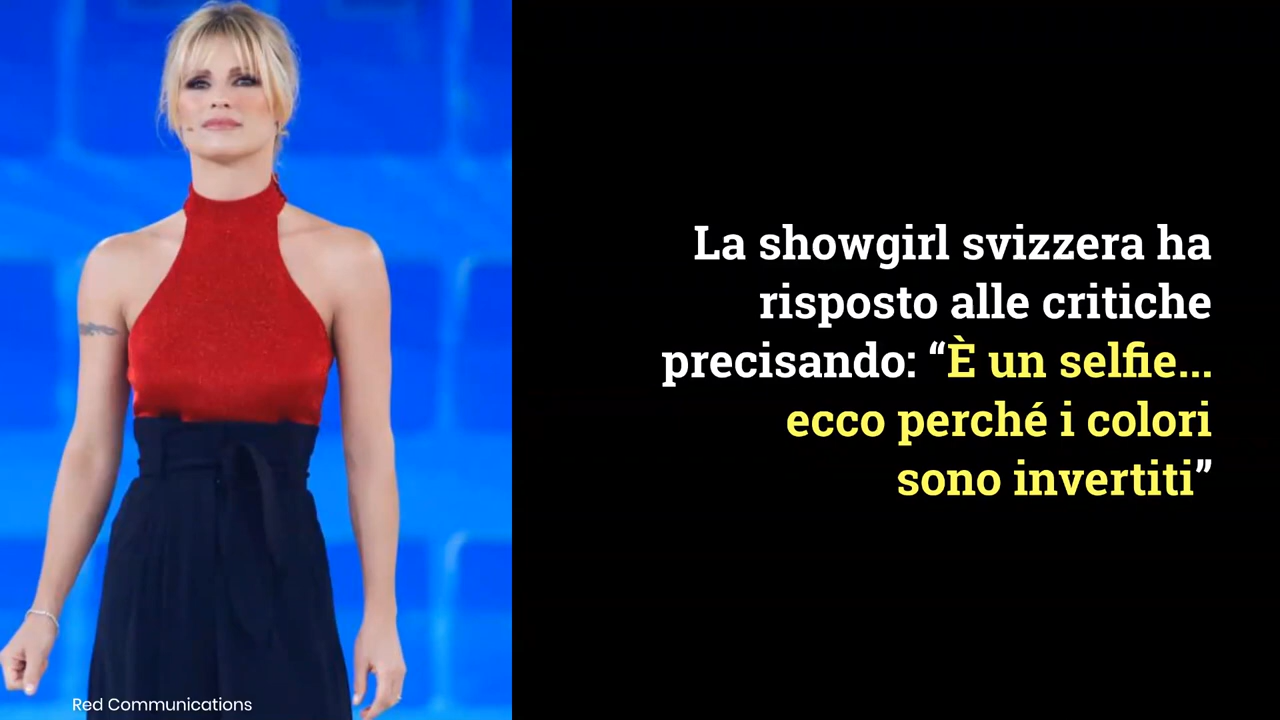 La showgirl svizzera ha
risposto alle critiche
precisando: “È un selfie...
ecco perché i colori
sono invertiti”
Red Communications